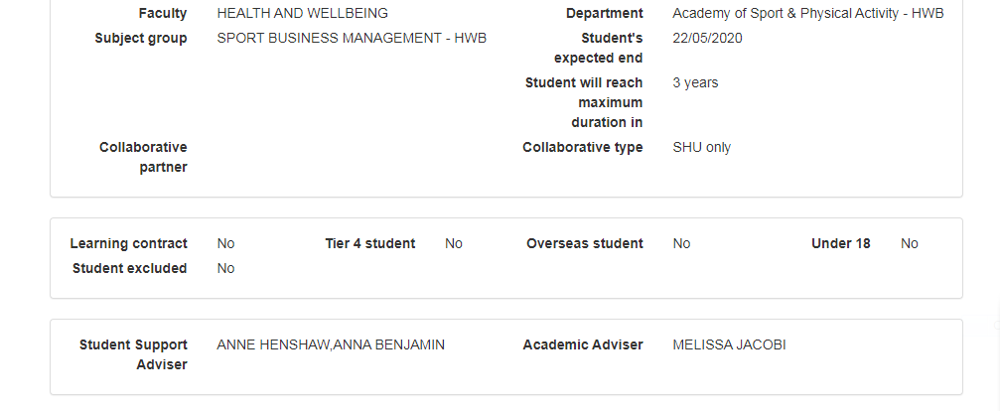 Faculty HEALTH AND WELLBEING Department Academy of Sport & Physical Activity - HWB
Subject group SPORT BUSINESS MANAGEMENT - HWB Student's 22/05/2020
expected end
Student will reach 3 years
maximum
duration in
Collaborative Collaborative type SHU only
partner
Learning contract No Tier 4 student No Overseas student No Under 18 No
Student excluded No
Student Support ANNE HENSHAW,ANNA BENJAMIN Academic Adviser MELISSA JACOBI
Adviser